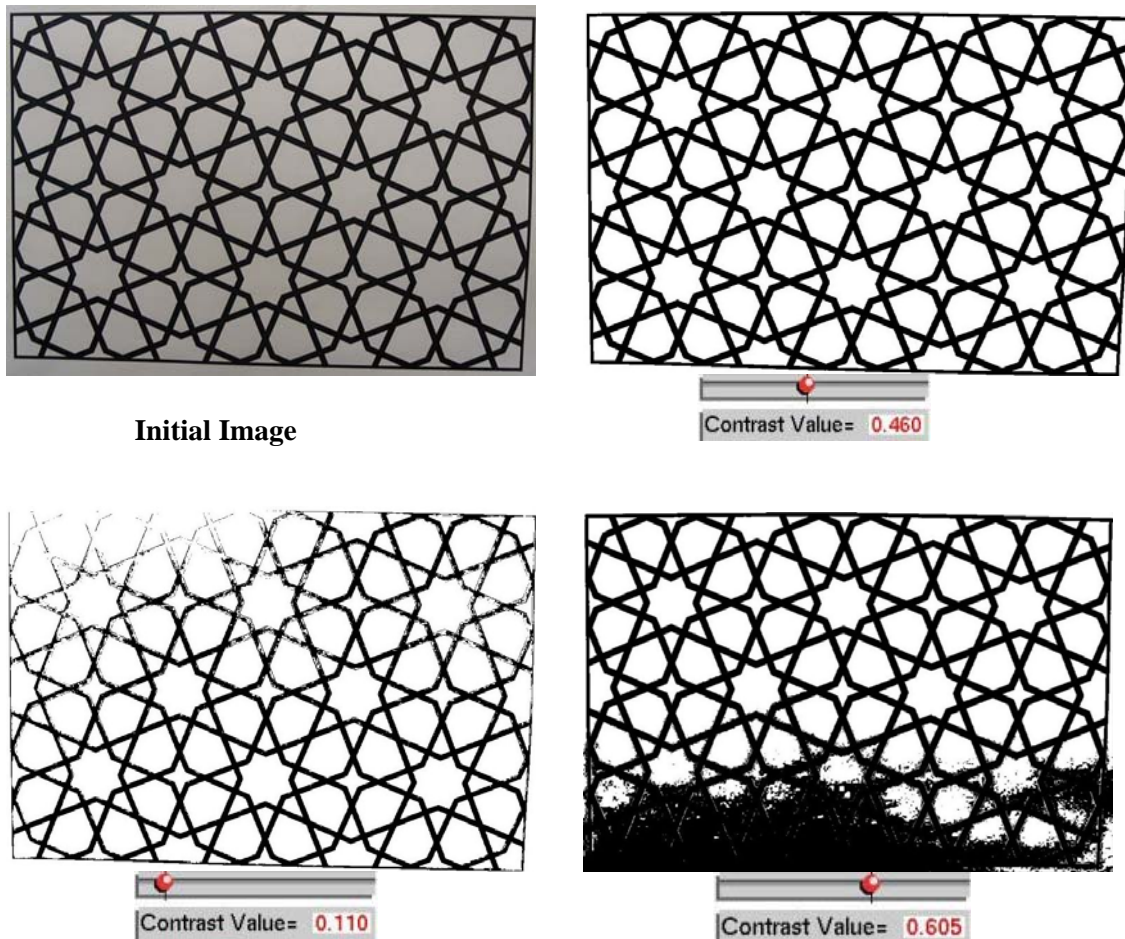 Contrast Value= 0.460
Initial Image
Contrast Value= 0.110
Contrast Value= 0.605